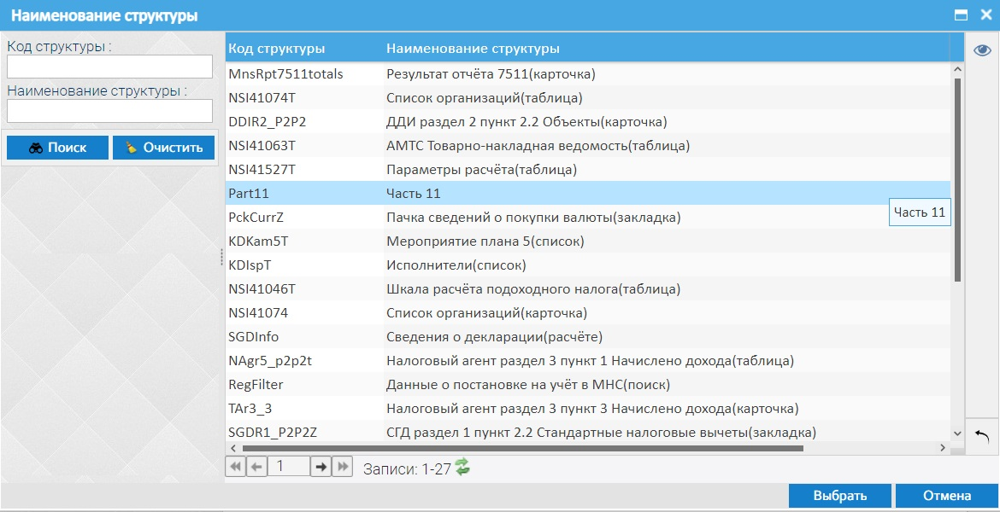 Наименование структуры
Код структуры :
Наименование структуры :
Поиск Очистить
Код структуры Наименование структуры
MnsRpt7511totals Результат отчёта 7511(карточка)
NSI41074T Список организаций(таблица)
DDIR2_P2P2 ДДИ раздел 2 пункт 2.2 Объекты(карточка)
NSI41063T АМТС Товарно-накладная ведомость(таблица)
NSI41527T Параметры расчёта(таблица)
Part11 Часть 11
Часть 11
PckCurrZ Пачка сведений о покупки валюты(закладка)
KDKam5T Мероприятие плана 5(список)
KDIspT Исполнители(список)
NSI41046T Шкала расчёта подоходного налога(таблица)
NSI41074 Список организаций(карточка)
SGDInfo Сведения о декларации(расчёте)
NAgr5_p2p2t Налоговый агент раздел 3 пункт 1 Начислено дохода(таблица)
RegFilter Данные о постановке на учёт в МНС(поиск)
TAr3_3 Налоговый агент раздел 3 пункт 3 Начислено дохода(карточка)
SGDR1_P2P2Z СГД раздел 1 пункт 2.2 Стандартные налоговые вычеты(закладка)
1 Записи: 1-27
Выбрать Отмена